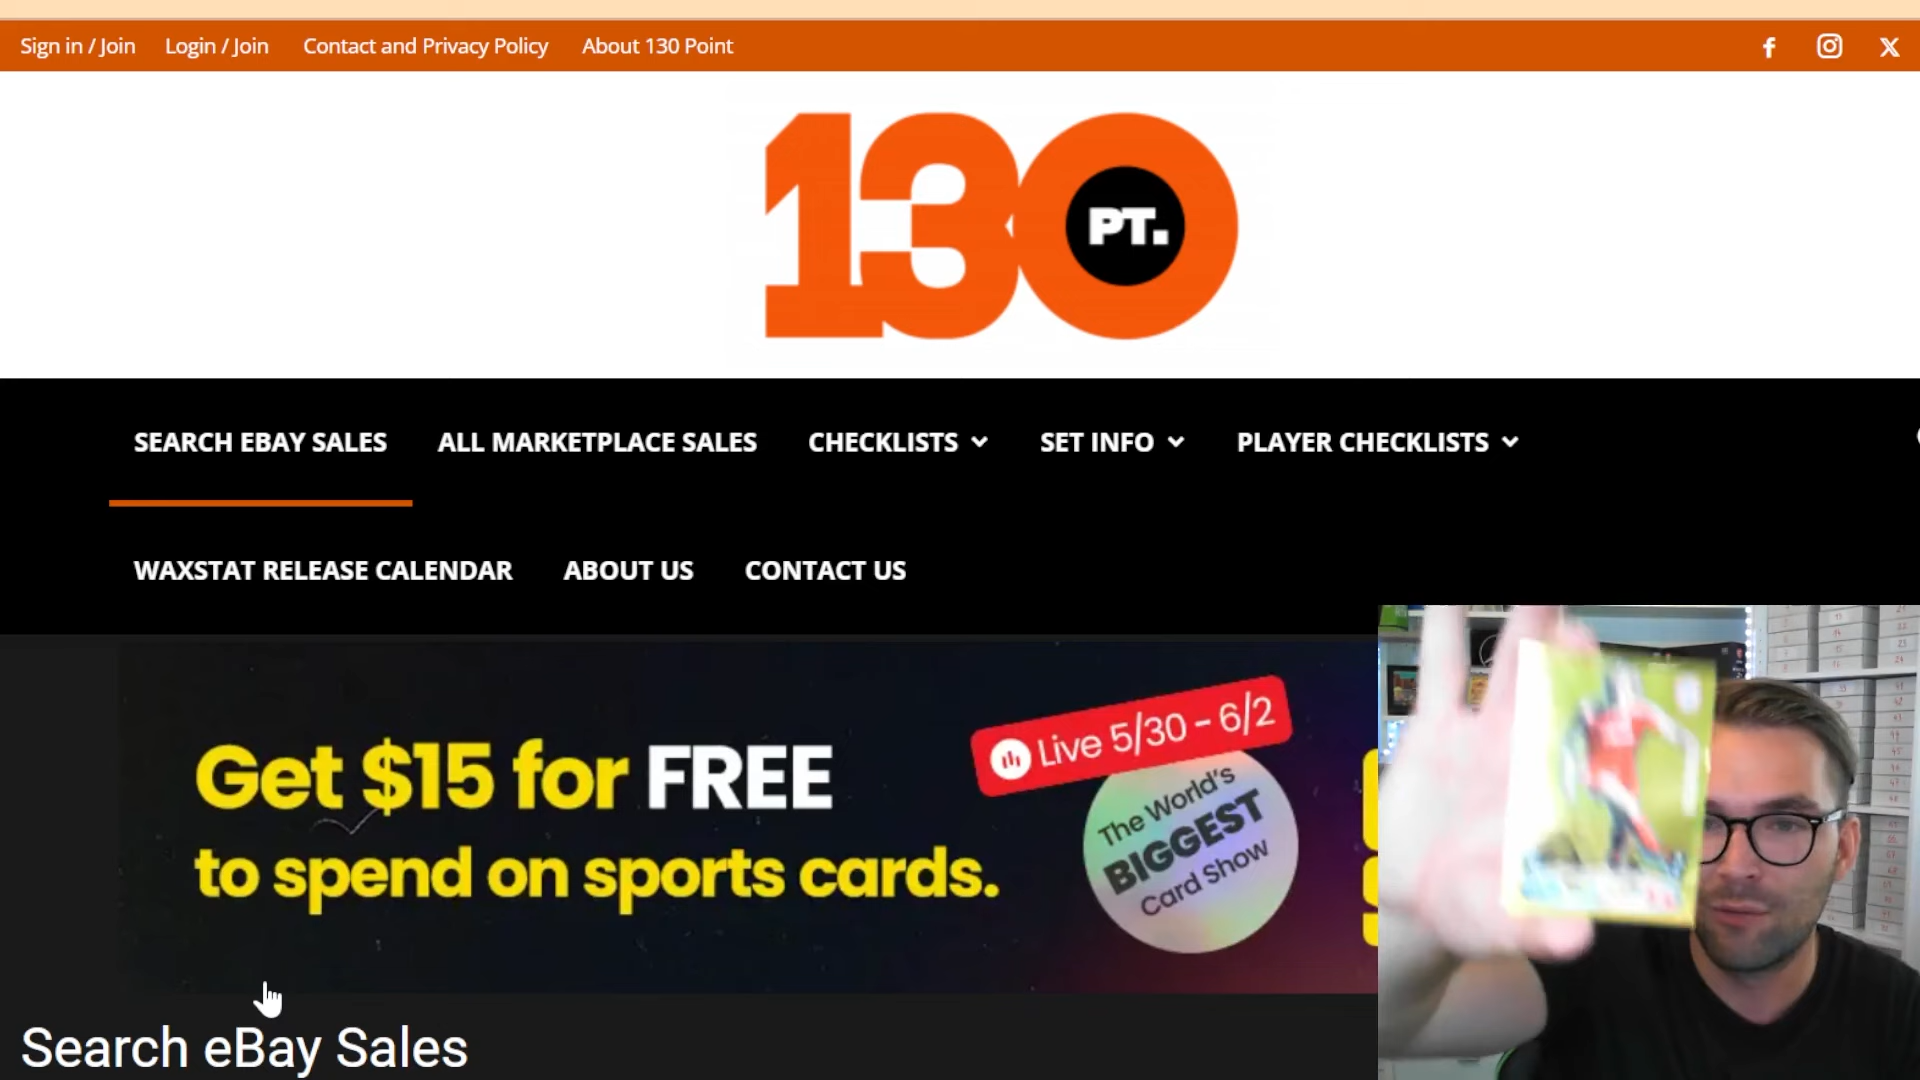 Sign in / Join Login / Join Contact and Privacy Policy About 130 Point
130
PT.
SEARCH EBAY SALES ALL MARKETPLACE SALES CHECKLISTS SET INFO PLAYER CHECKLISTS
WAXSTAT RELEASE CALENDAR ABOUT US CONTACT US
Get $15 for FREE
to spend on sports cards.
Live 5/30 - 6/2
The World's
BIGGEST
Card Show
Search eBay Sales